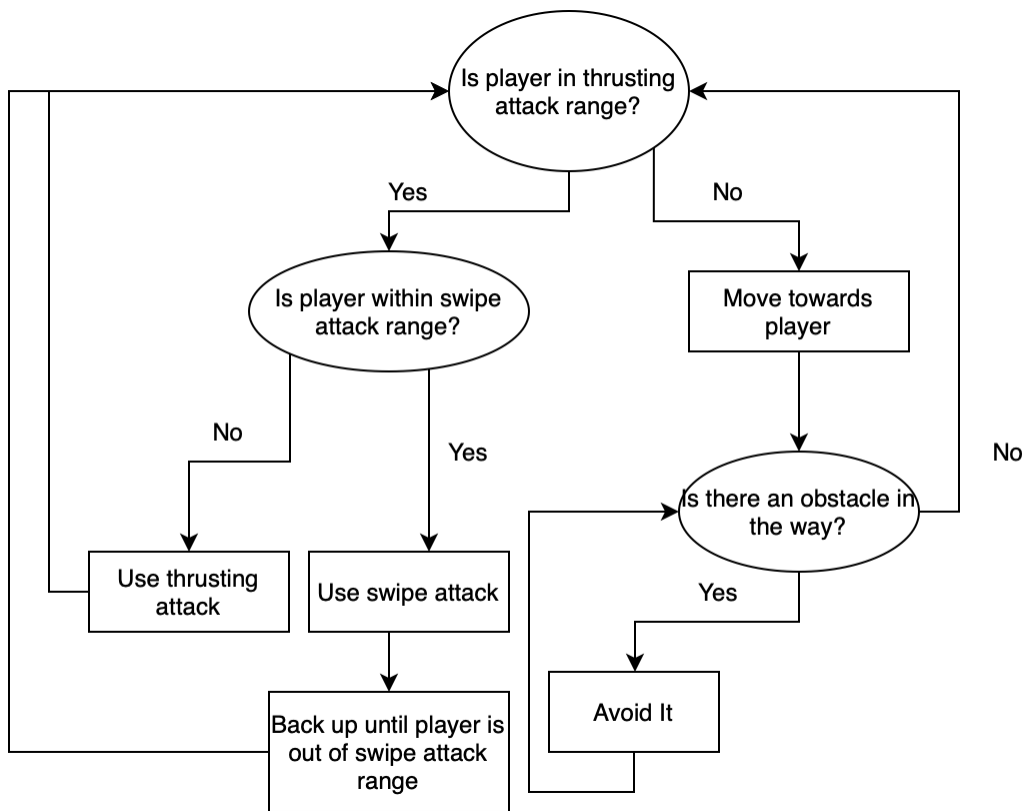 Is player in thrusting
attack range?
Yes
No
Is player within swipe
attack range?
Move towards
player
No
Yes
No
Is there an obstacle in
the way?
Use thrusting
attack
Use swipe attack
Yes
Avoid It
Back up until player is
out of swipe attack
range